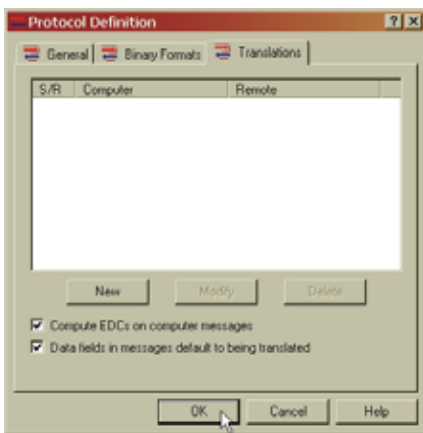 Protocol Definition
General Binary Formats Translations
S/R Computer Remote
New Modify Delete
Compute EDCs on computer messages
Data fields in messages default to being translated
OK Cancel Help